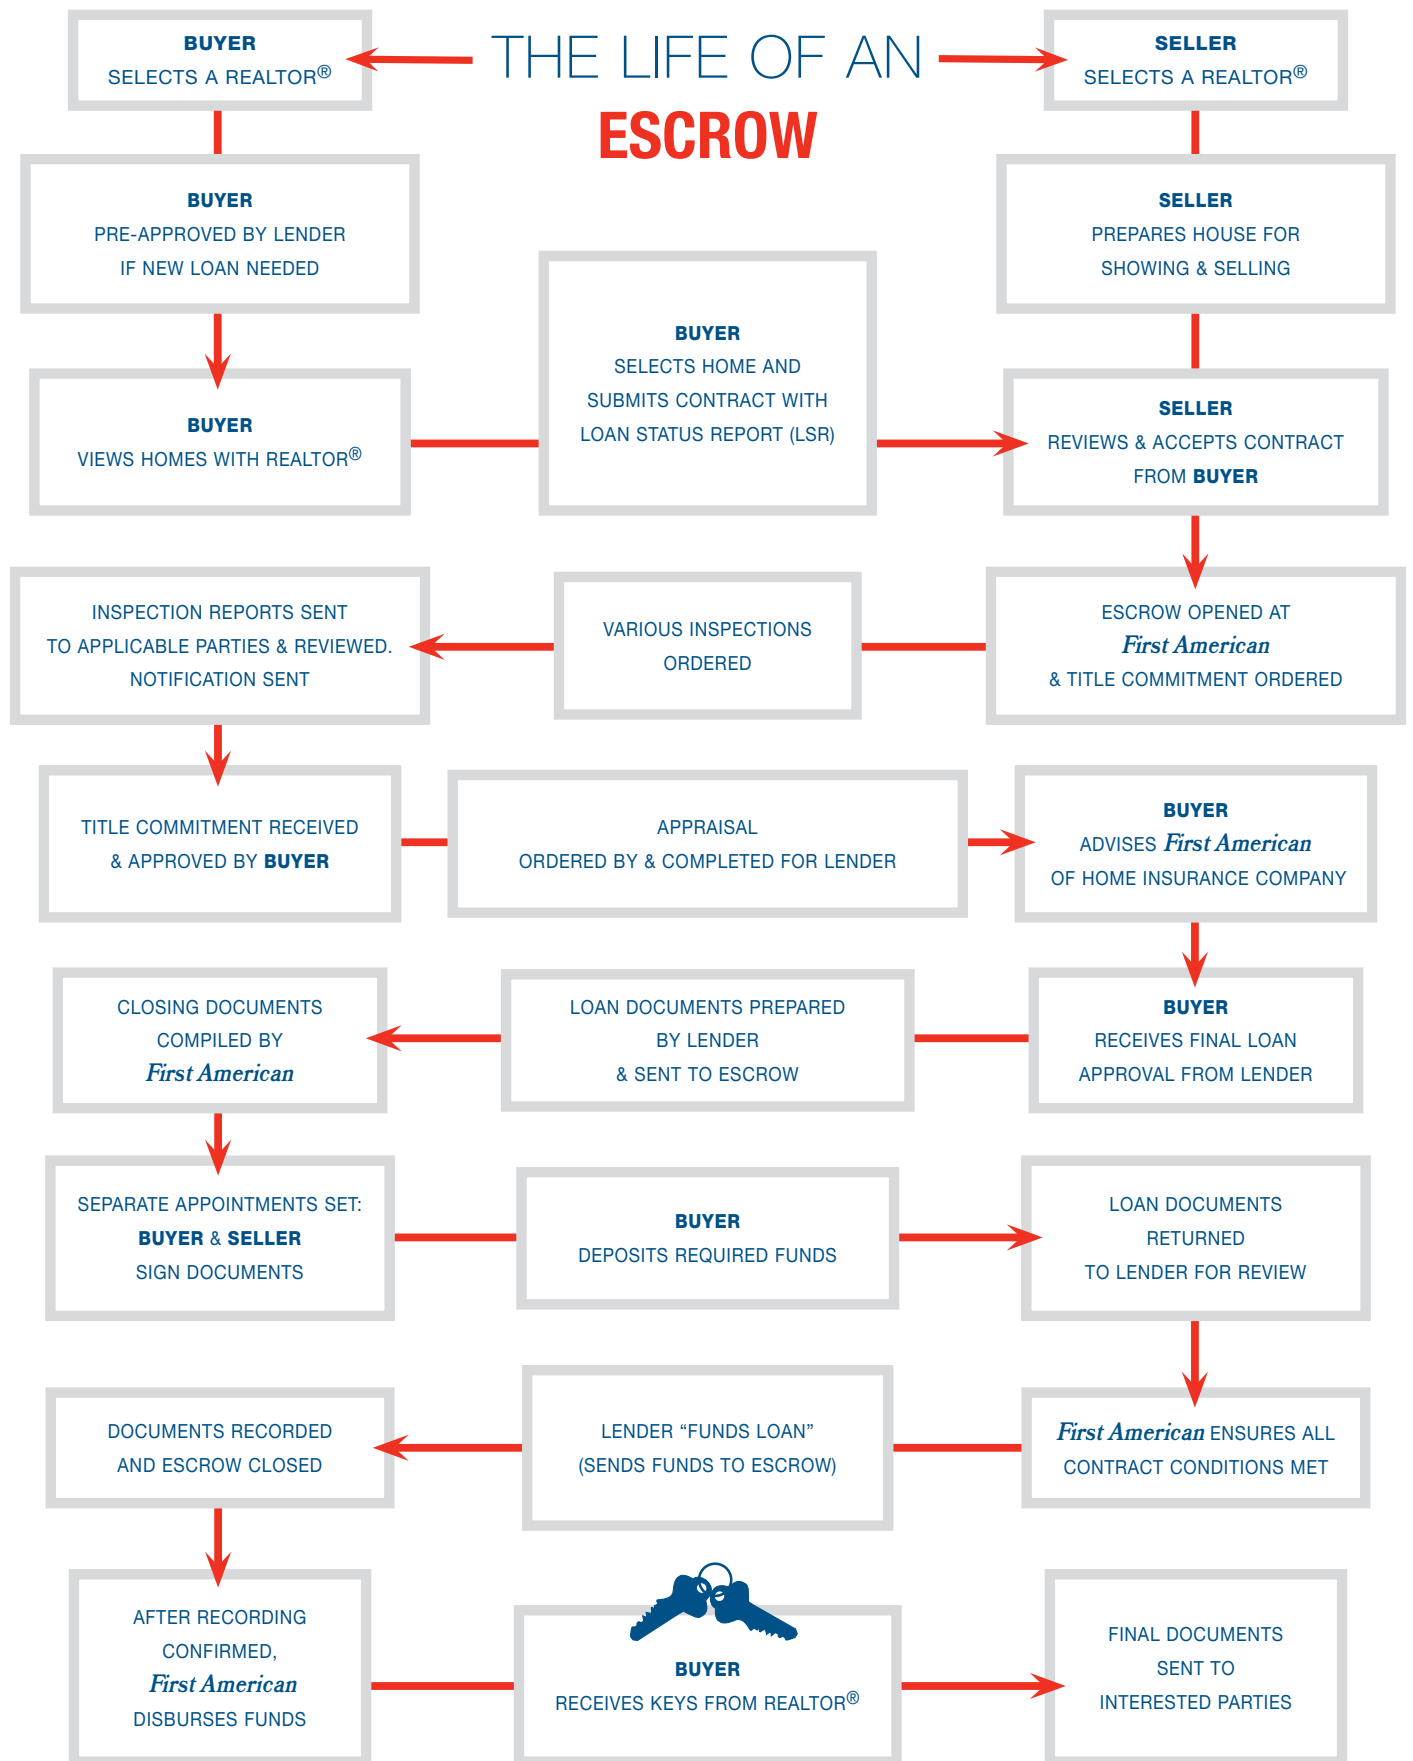 THE LIFE OF AN
ESCROW
BUYER
SELECTS A REALTOR®
SELLER
SELECTS A REALTOR®
BUYER
PRE-APPROVED BY LENDER
IF NEW LOAN NEEDED
SELLER
PREPARES HOUSE FOR
SHOWING & SELLING
BUYER
VIEWS HOMES WITH REALTOR®
BUYER
SELECTS HOME AND
SUBMITS CONTRACT WITH
LOAN STATUS REPORT (LSR)
SELLER
REVIEWS & ACCEPTS CONTRACT
FROM BUYER
ESCROW OPENED AT
First American
& TITLE COMMITMENT ORDERED
VARIOUS INSPECTIONS
ORDERED
INSPECTION REPORTS SENT
TO APPLICABLE PARTIES & REVIEWED.
NOTIFICATION SENT
TITLE COMMITMENT RECEIVED
& APPROVED BY BUYER
APPRAISAL
ORDERED BY & COMPLETED FOR LENDER
BUYER
ADVISES First American
OF HOME INSURANCE COMPANY
BUYER
RECEIVES FINAL LOAN
APPROVAL FROM LENDER
LOAN DOCUMENTS PREPARED
BY LENDER
& SENT TO ESCROW
CLOSING DOCUMENTS
COMPILED BY
First American
SEPARATE APPOINTMENTS SET:
BUYER & SELLER
SIGN DOCUMENTS
BUYER
DEPOSITS REQUIRED FUNDS
LOAN DOCUMENTS
RETURNED
TO LENDER FOR REVIEW
First American ENSURES ALL
CONTRACT CONDITIONS MET
LENDER “FUNDS LOAN”
(SENDS FUNDS TO ESCROW)
DOCUMENTS RECORDED
AND ESCROW CLOSED
AFTER RECORDING
CONFIRMED,
First American
DISBURSES FUNDS
BUYER
RECEIVES KEYS FROM REALTOR®
FINAL DOCUMENTS
SENT TO
INTERESTED PARTIES